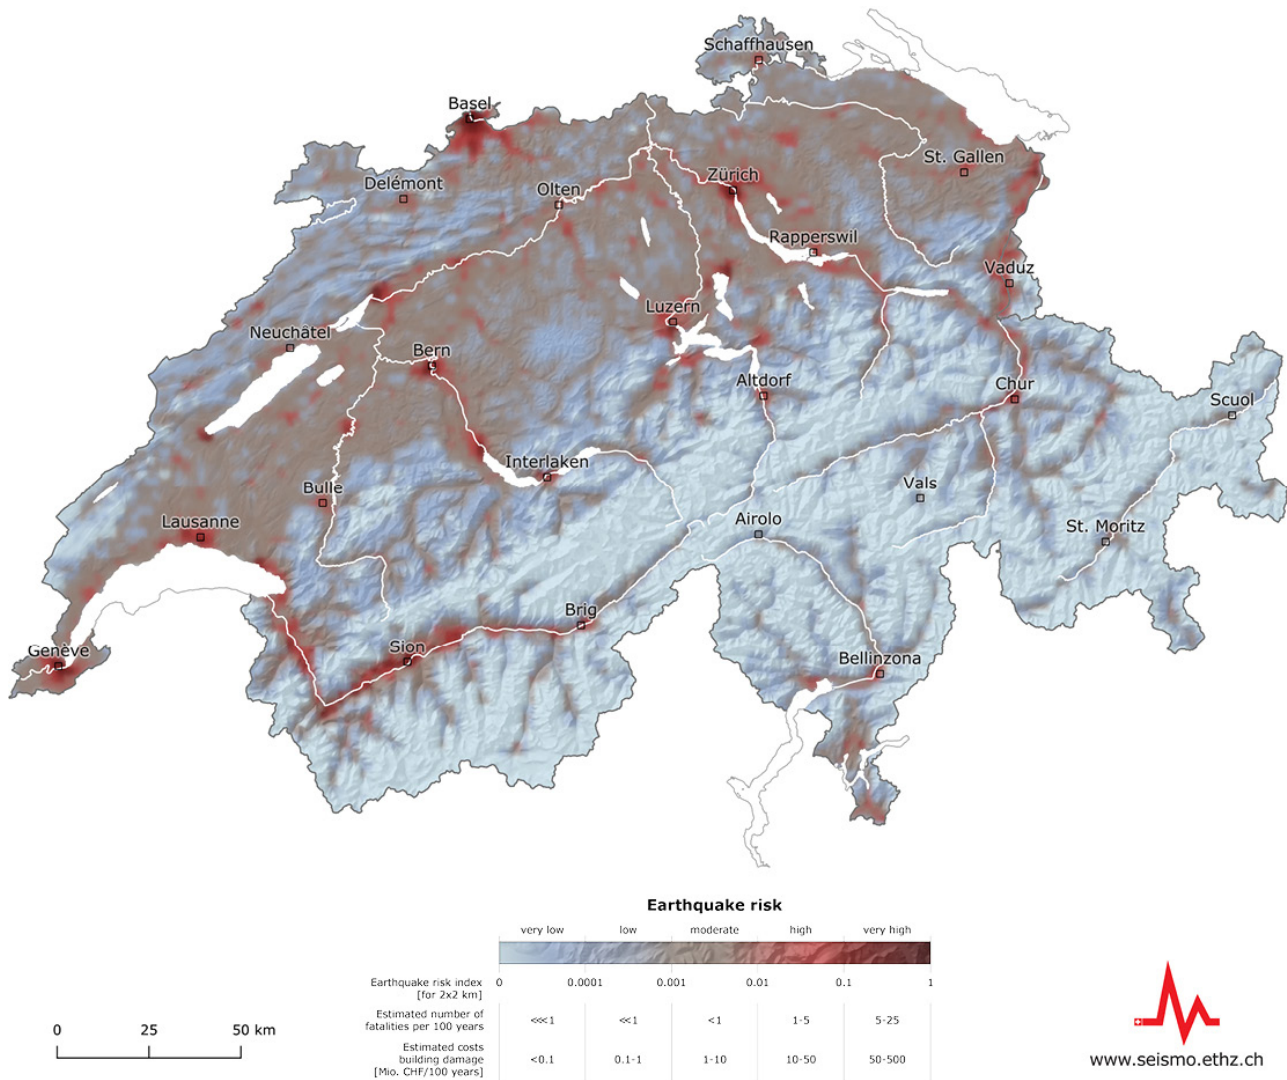 Schaffhausen
Basel
St. Gallen
Zürich
Delémont
Olten
Rapperswil
Vaduz
Luzern
Neuchâtel
Bern
Altdorf
Chur
Scuol
Interlaken
Bulle
Vals
Lausanne
Airolo
St. Moritz
Brig
Genève
Sion
Bellinzona
Earthquake risk
very low low moderate high very high
Earthquake risk index
[for 2x2 km]
0 0.0001 0.001 0.01 0.1 1
Estimated number of
fatalities per 100 years
<<<1 <<1 <1 1-5 5-25
Estimated costs
building damage
[Mio. CHF/100 years]
<0.1 0.1-1 1-10 10-50 50-500
0 25 50 km
www.seismo.ethz.ch